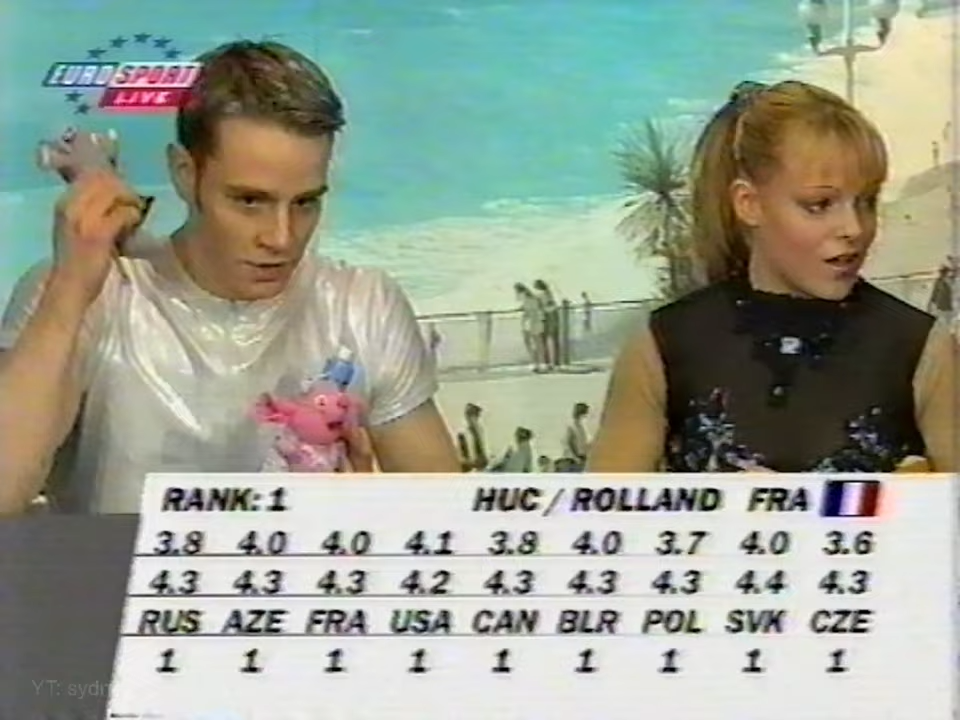 EUROSPORT
LIVE
RANK: 1 HUC / ROLLAND FRA
3.8 4.0 4.0 4.1 3.8 4.0 3.7 4.0 3.6
4.3 4.3 4.3 4.2 4.3 4.3 4.3 4.4 4.3
RUS AZE FRA USA CAN BLR POL SVK CZE
1 1 1 1 1 1 1 1 1
YT: